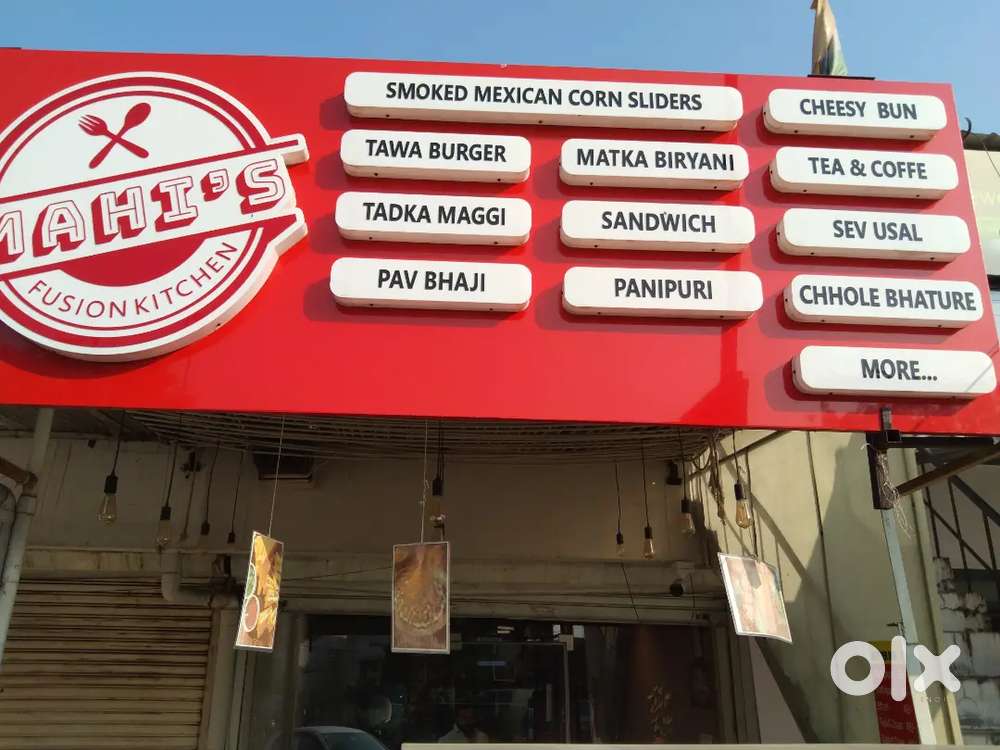 MAHI'S
FUSION KITCHEN
SMOKED MEXICAN CORN SLIDERS
TAWA BURGER
MATKA BIRYANI
TADKA MAGGI
SANDWICH
PAV BHAJI
PANIPURI
CHEESY BUN
TEA & COFFE
SEV USAL
CHHOLE BHATURE
MORE...
olx